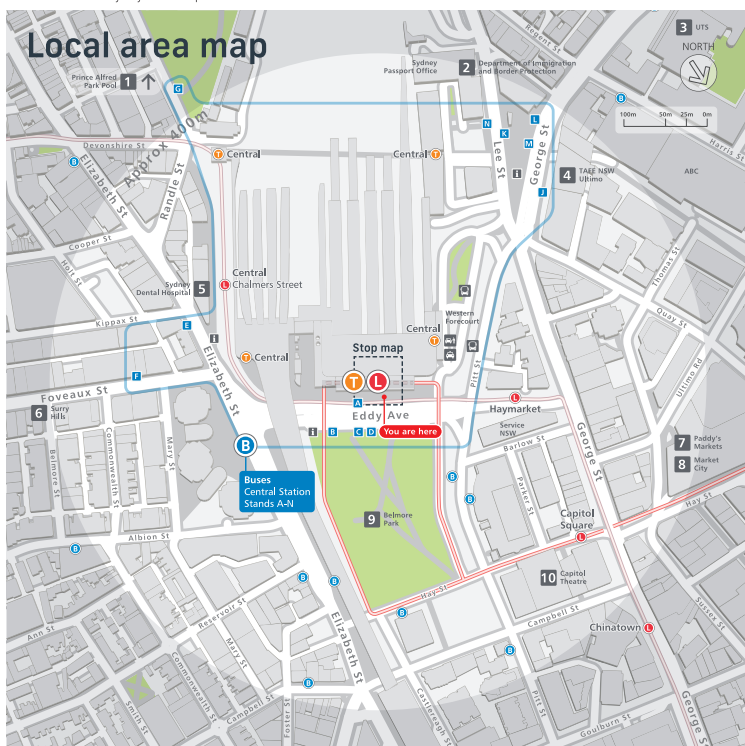 Local area map
Prince Alfred
Park Pool
1
G
Approx 400m
Sydney
Passport Office
2
Department of Immigration
and Border Protection
Regent St
3
UTS
NORTH
100m
50m
25m
0m
B
Harris St
N
K
L
M
J
Lee St
George St
i
4
TAFE NSW
Ultimo
ABC
Devonshire St
B
T
Central
Central
T
Elizabeth St
Randle St
Cooper St
Holt St
5
Sydney
Dental Hospital
Central
L
Chalmers Street
Kippax St
E
i
F
T
Central
Elizabeth St
Foveaux St
6
Surry
Hills
Western
Forecourt
Central
T
Pitt St
Thomas St
Quay St
Ultimo Rd
Stop map
T
L
A
Eddy Ave
You are here
i
B
C
D
L
Haymarket
Service
NSW
Barlow St
George St
7
Paddy's
Markets
8
Market
City
Hay St
B
Buses
Central Station
Stands A-N
Mary St
Belmore St
Commonwealth St
Albion St
B
9
Belmore
Park
B
B
Parker St
Capitol
Square
L
10
Capitol
Theatre
Hay St
B
B
B
Campbell St
Chinatown
L
Sussex St
Reservoir St
Ann St
Mary St
Commonwealth St
Smith St
Campbell St
Foster St
B
Elizabeth St
Castlereagh St
B
Pitt St
Goulburn St
George St